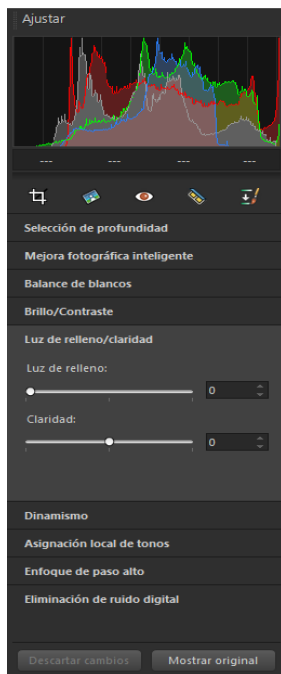 Ajustar
--- --- --- ---
Selección de profundidad
Mejora fotográfica inteligente
Balance de blancos
Brillo/Contraste
Luz de relleno/claridad
Luz de relleno:
0
Claridad:
0
Dinamismo
Asignación local de tonos
Enfoque de paso alto
Eliminación de ruido digital
Descartar cambios Mostrar original